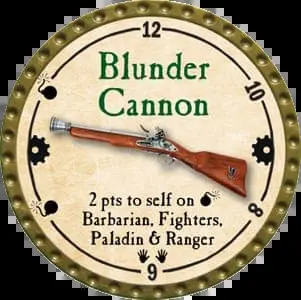 12
Blunder
Cannon
10
8
2 pts to self on
Barbarian, Fighters,
Paladin & Ranger
9